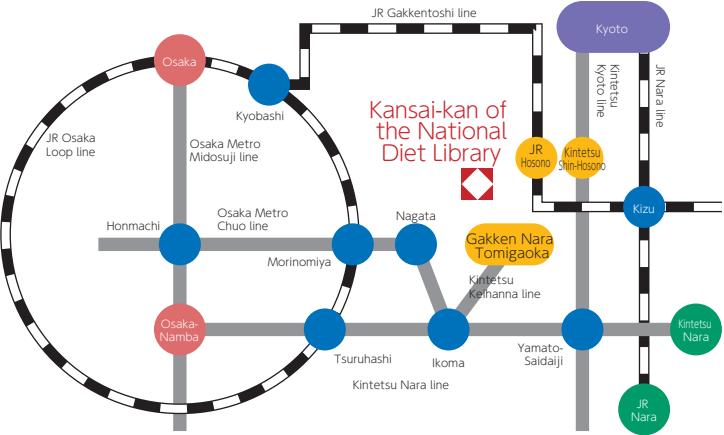 JR Gakkentoshi line
Kyoto
Osaka
Kintetsu
Kyoto line
JR Nara line
Kyobashi
Kansai-kan of
the National
Diet Library
JR Osaka
Loop line
Osaka Metro
Midosuji line
JR
Hosono
Kintetsu
Shin-Hosono
Kizu
Honmachi
Osaka Metro
Chuo line
Nagata
Morinomiya
Gakken Nara
Tomigaoka
Kintetsu
Keihanna line
Osaka-
Namba
Tsuruhashi
Ikoma
Yamato-
Saidaiji
Kintetsu
Nara
Kintetsu Nara line
JR
Nara